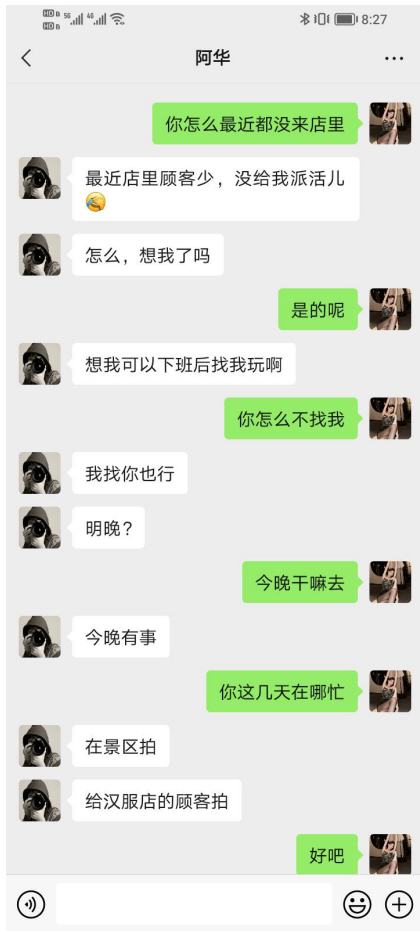 HD B 5G 4G 8:27
HD B
阿华
你怎么最近都没来店里
最近店里顾客少，没给我派活儿
怎么，想我了吗
是的呢
想我可以下班后找我玩啊
你怎么不找我
我找你也行
明晚？
今晚干嘛去
今晚有事
你这几天在哪忙
在景区拍
给汉服店的顾客拍
好吧